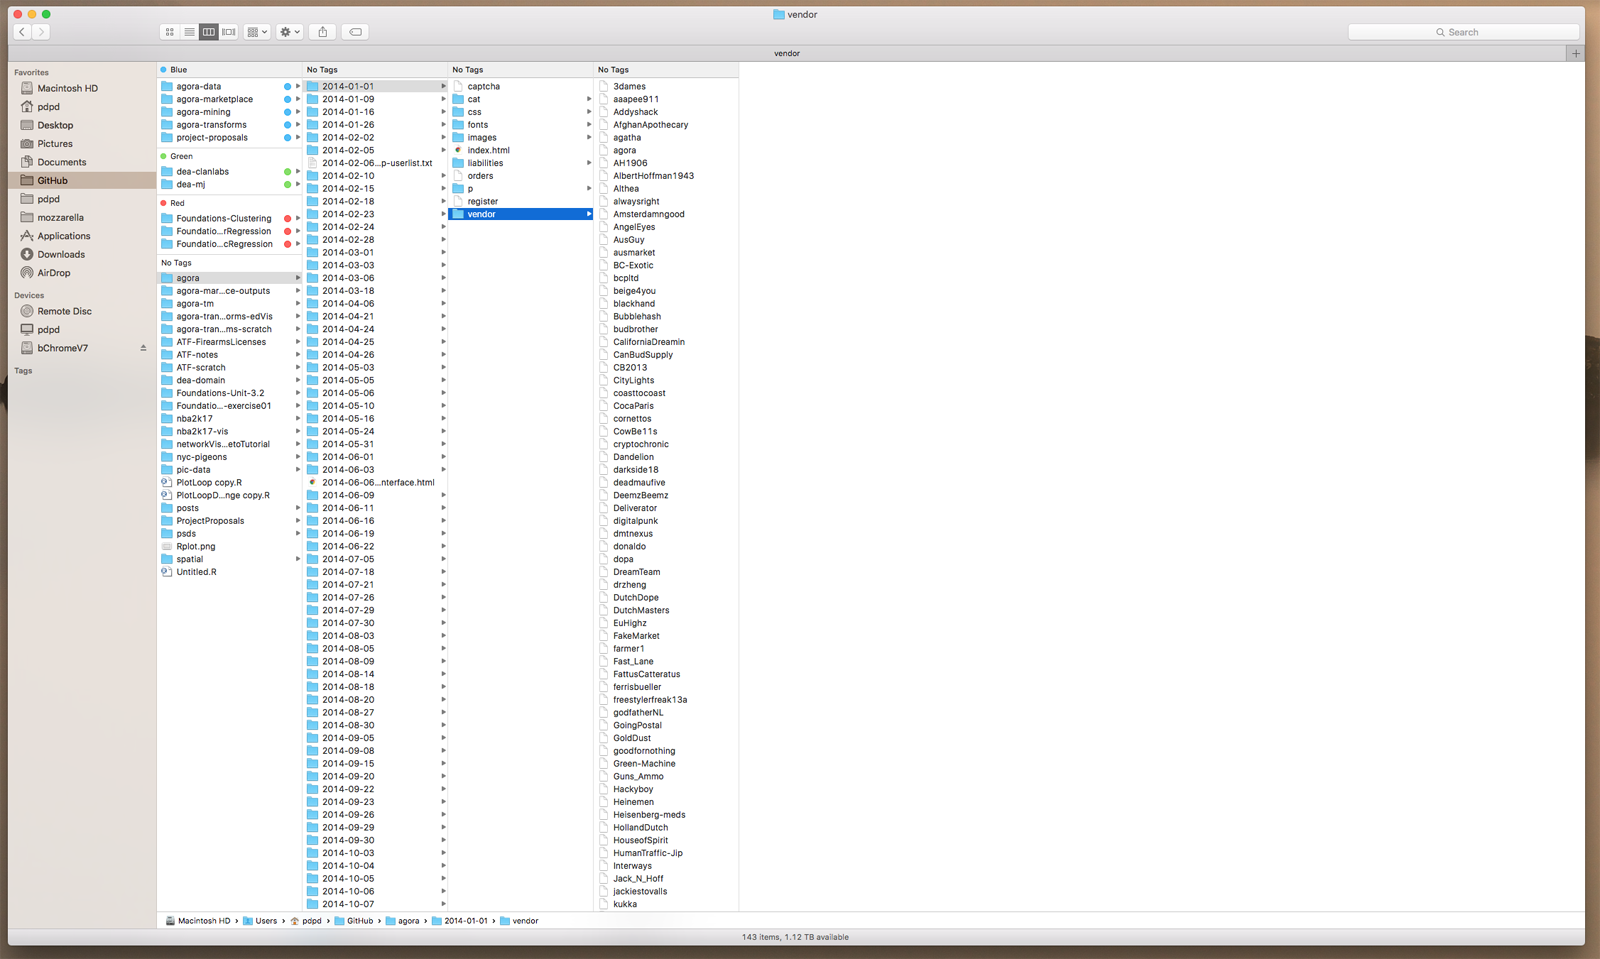 vendor
Search
vendor
Favorites
Macintosh HD
pdpd
Desktop
Pictures
Documents
GitHub
pdpd
mozzarella
Applications
Downloads
AirDrop
Devices
Remote Disc
pdpd
bChromeV7
Tags
Blue
agora-data
agora-marketplace
agora-mining
agora-transforms
project-proposals
Green
dea-clanlabs
dea-mj
Red
Foundations-Clustering
Foundatio...rRegression
Foundatio...cRegression
No Tags
agora
agora-mar...ce-outputs
agora-tm
agora-tran...orms-edVis
agora-tran...ms-scratch
ATF-FirearmsLicenses
ATF-notes
ATF-scratch
dea-domain
Foundations-Unit-3.2
Foundatio...-exercise01
nba2k17
nba2k17-vis
networkVis...etoTutorial
nyc-pigeons
pic-data
PlotLoop copy.R
PlotLoopD...nge copy.R
posts
ProjectProposals
psds
Rplot.png
spatial
Untitled.R
No Tags
2014-01-01
2014-01-09
2014-01-16
2014-01-26
2014-02-02
2014-02-05
2014-02-06...p-userlist.txt
2014-02-10
2014-02-15
2014-02-18
2014-02-23
2014-02-24
2014-02-28
2014-03-01
2014-03-03
2014-03-06
2014-03-18
2014-04-06
2014-04-21
2014-04-24
2014-04-25
2014-04-26
2014-05-03
2014-05-05
2014-05-06
2014-05-10
2014-05-16
2014-05-24
2014-05-31
2014-06-01
2014-06-03
2014-06-06...nterface.html
2014-06-09
2014-06-11
2014-06-16
2014-06-19
2014-06-22
2014-07-05
2014-07-18
2014-07-21
2014-07-26
2014-07-29
2014-07-30
2014-08-03
2014-08-05
2014-08-09
2014-08-14
2014-08-18
2014-08-20
2014-08-27
2014-08-30
2014-09-05
2014-09-08
2014-09-15
2014-09-20
2014-09-22
2014-09-23
2014-09-26
2014-09-29
2014-09-30
2014-10-03
2014-10-04
2014-10-05
2014-10-06
2014-10-07
No Tags
captcha
cat
css
fonts
images
index.html
liabilities
orders
p
register
vendor
No Tags
3dames
aaapee911
Addyshack
AfghanApothecary
agatha
agora
AH1906
AlbertHoffman1943
Althea
alwaysright
Amsterdamngood
AngelEyes
AusGuy
ausmarket
BC-Exotic
bcpltd
beige4you
blackhand
Bubblehash
budbrother
CaliforniaDreamin
CanBudSupply
CB2013
CityLights
coasttocoast
CocaParis
cornettos
CowBe11s
cryptochronic
Dandelion
darkside18
deadmaufive
DeemzBeemz
Deliverator
digitalpunk
dmtnexus
donaldo
dopa
DreamTeam
drzheng
DutchDope
DutchMasters
EuHighz
FakeMarket
farmer1
Fast_Lane
FattusCatteratus
ferrisbueller
freestylerfreak13a
godfatherNL
GoingPostal
GoldDust
goodfornothing
Green-Machine
Guns_Ammo
Hackyboy
Heinemen
Heisenberg-meds
HollandDutch
HouseofSpirit
HumanTraffic-Jip
Interways
Jack_N_Hoff
jackiestovalls
kukka
Macintosh HD › Users › pdpd › GitHub › agora › 2014-01-01 › vendor
143 items, 1.12 TB available